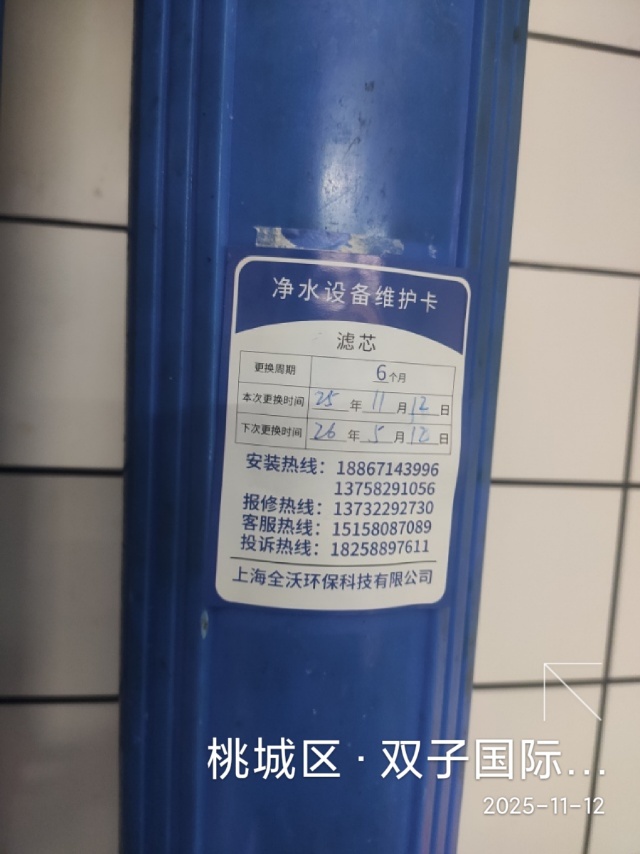 净水设备维护卡
滤芯
更换周期 6个月
本次更换时间 25年11月12日
下次更换时间 26年5月12日
安装热线：18867143996
13758291056
报修热线：13732292730
客服热线：15158087089
投诉热线：18258897611
上海全沃环保科技有限公司
桃城区·双子国际...
2025-11-12